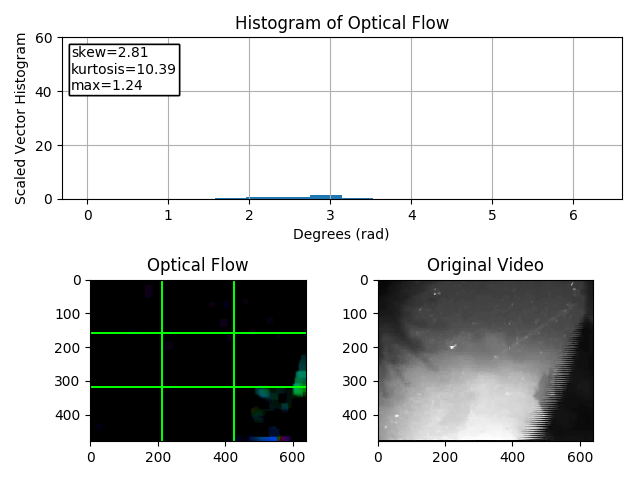 Histogram of Optical Flow
Scaled Vector Histogram
60
40
20
0
skew=2.81
kurtosis=10.39
max=1.24
0 1 2 3 4 5 6
Degrees (rad)
Optical Flow
0
100
200
300
400
0 200 400 600
Original Video
0
100
200
300
400
0 200 400 600